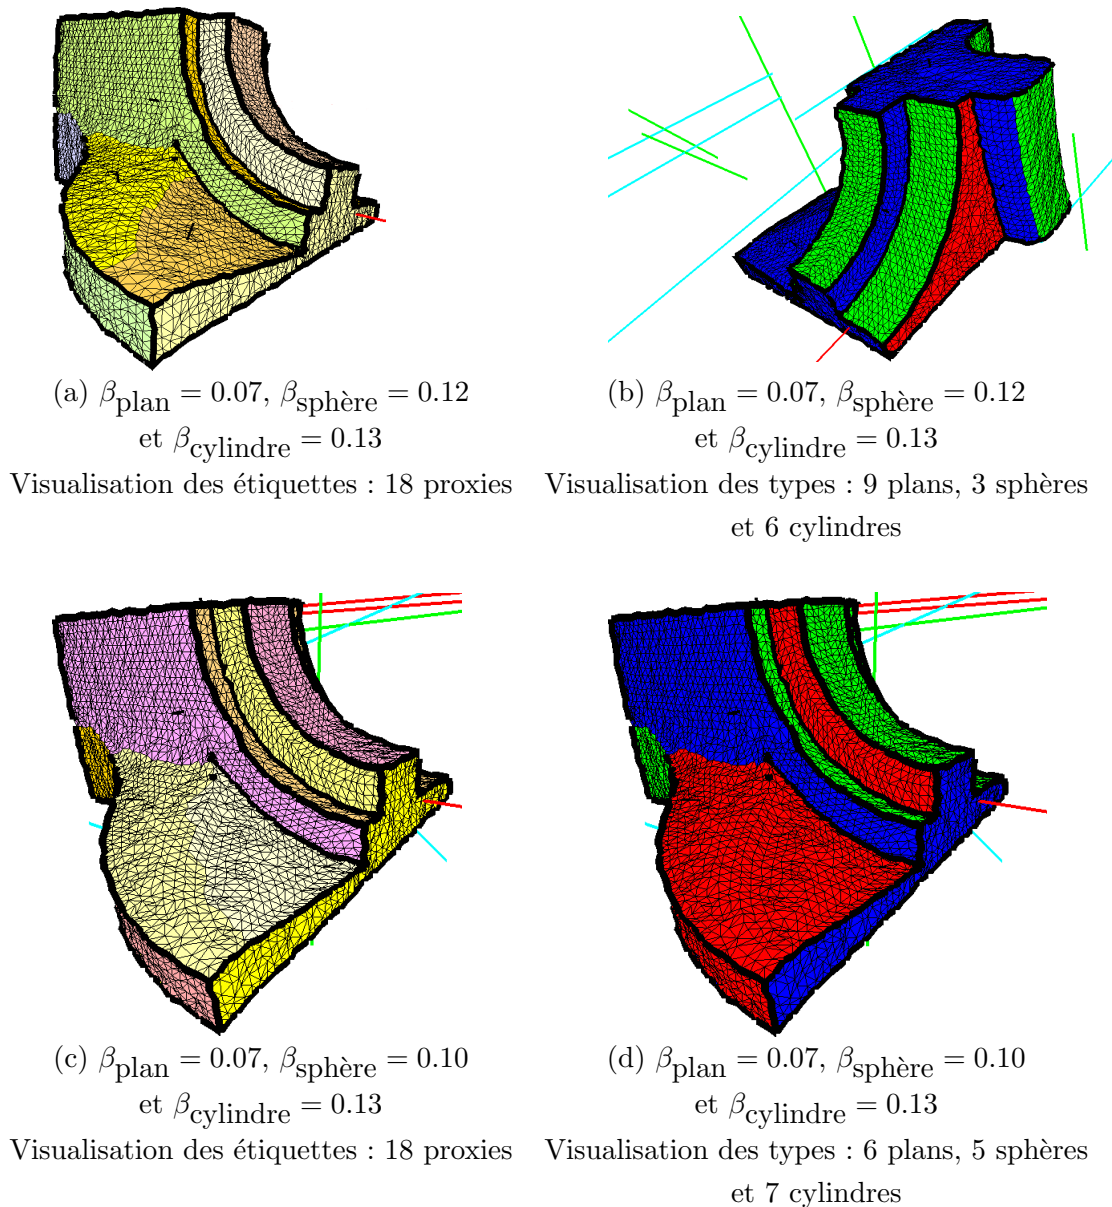 (a) βplan = 0.07, βsphère = 0.12
et βcylindre = 0.13
Visualisation des étiquettes : 18 proxies
(b) βplan = 0.07, βsphère = 0.12
et βcylindre = 0.13
Visualisation des types : 9 plans, 3 sphères
et 6 cylindres
(c) βplan = 0.07, βsphère = 0.10
et βcylindre = 0.13
Visualisation des étiquettes : 18 proxies
(d) βplan = 0.07, βsphère = 0.10
et βcylindre = 0.13
Visualisation des types : 6 plans, 5 sphères
et 7 cylindres